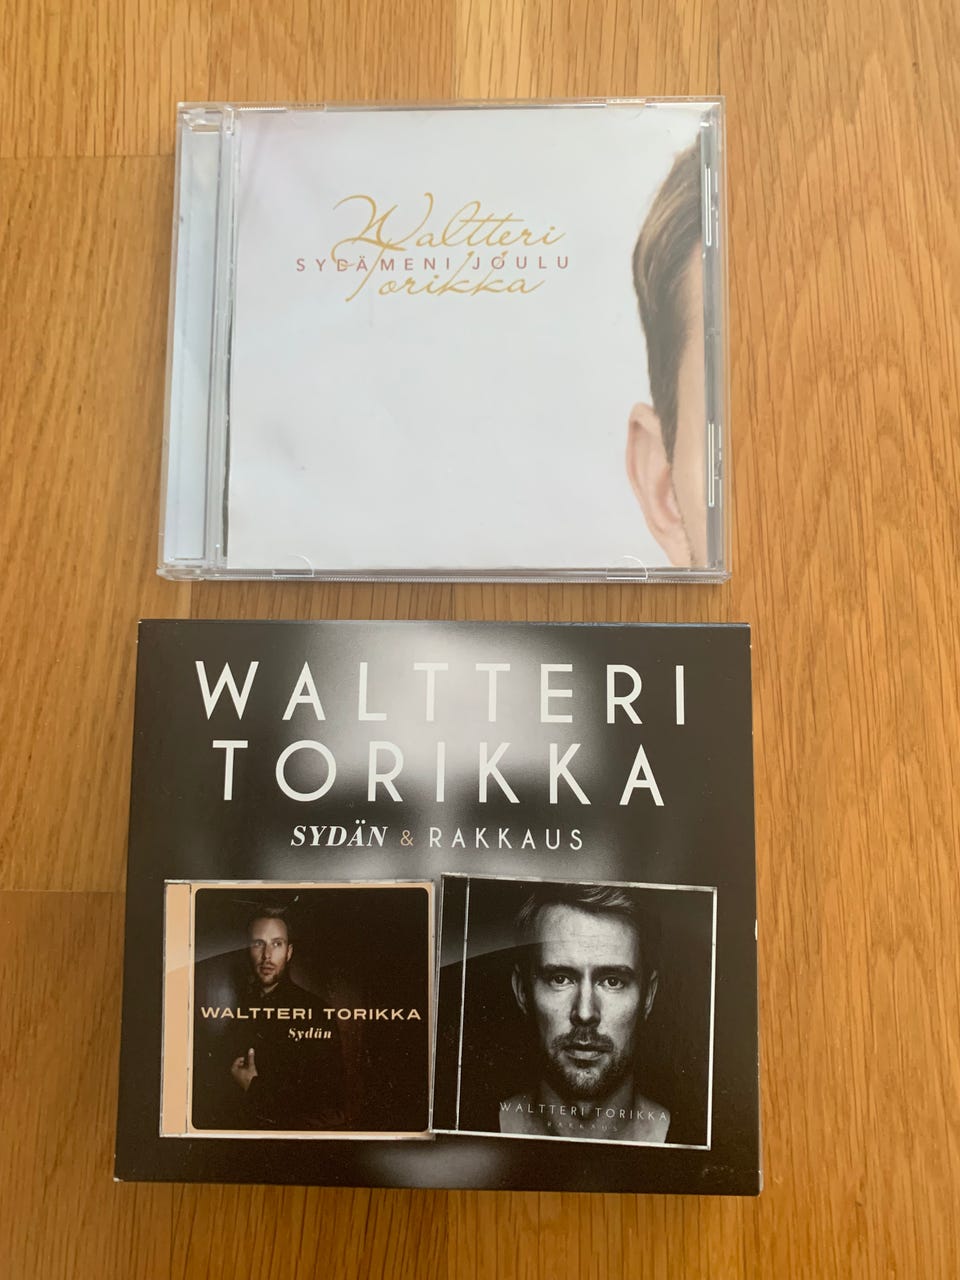 Waltteri
SYDÄMENI JOULU
Torikka
WALTTERI
TORIKKA
SYDÄN & RAKKAUS
WALTTERI TORIKKA
Sydän
WALTTERI TORIKKA
RAKKAUS